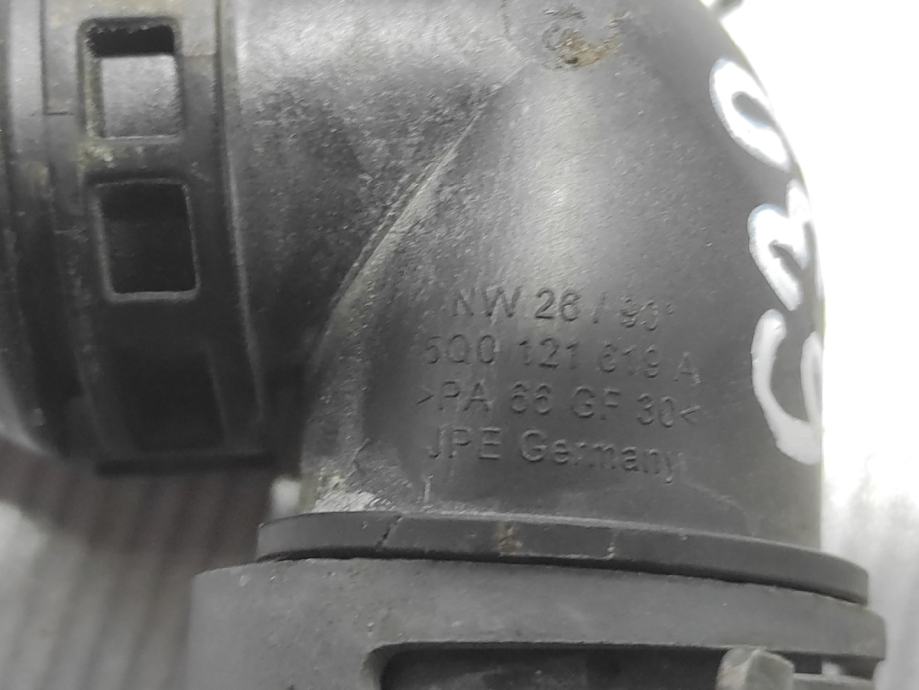 NW 26 / 90°
5Q0 121 619 A
>PA 66 GF 30<
JPE Germany